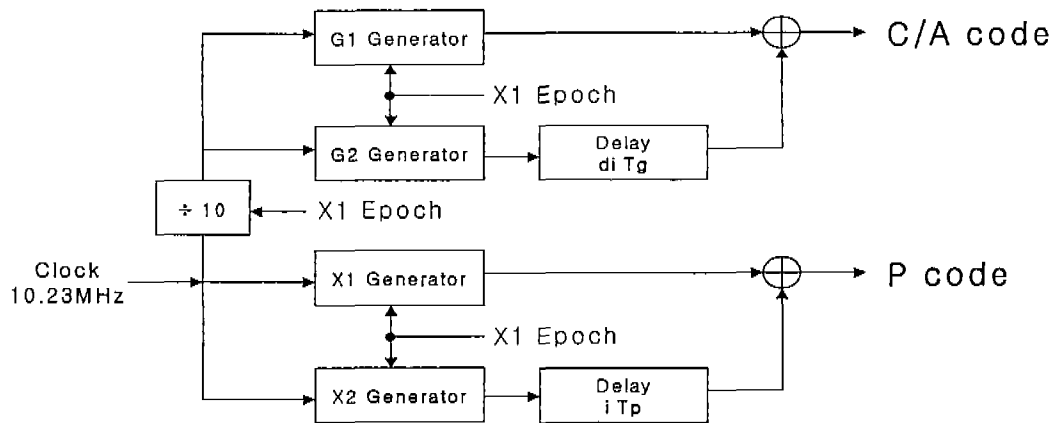 G1 Generator
C/A code
X1 Epoch
G2 Generator
Delay
di Tg
÷ 10
X1 Epoch
Clock
10.23MHz
X1 Generator
P code
X1 Epoch
X2 Generator
Delay
i Tp